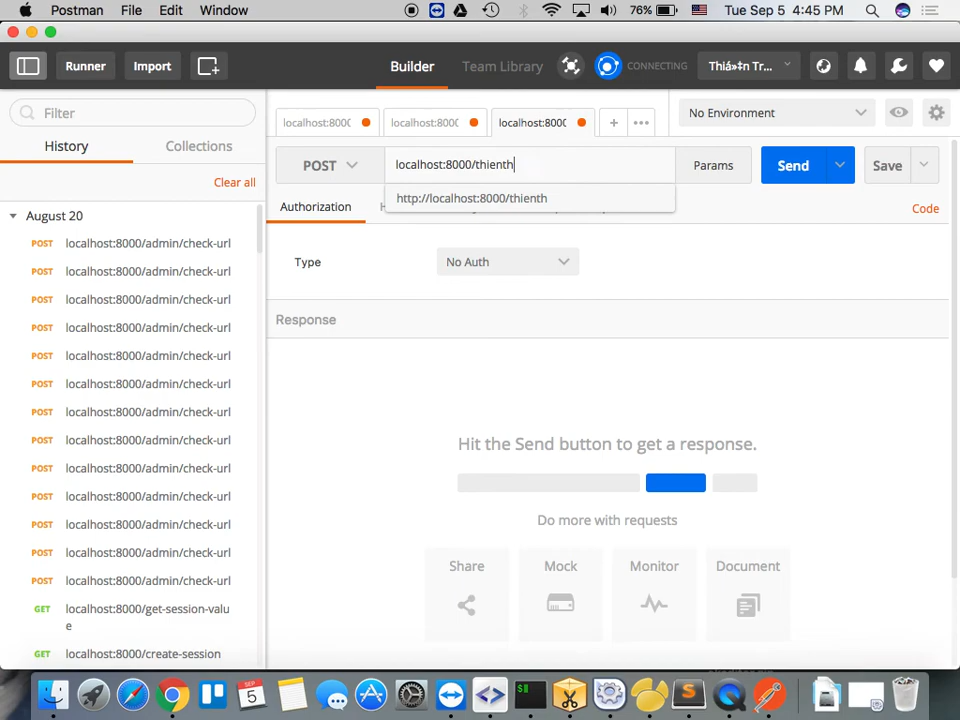 Postman File Edit Window 76% Tue Sep 5 4:45 PM
Runner Import Builder Team Library CONNECTING Thiá»‡n Tr...
Filter
History Collections
Clear all
August 20
POST localhost:8000/admin/check-url
POST localhost:8000/admin/check-url
POST localhost:8000/admin/check-url
POST localhost:8000/admin/check-url
POST localhost:8000/admin/check-url
POST localhost:8000/admin/check-url
POST localhost:8000/admin/check-url
POST localhost:8000/admin/check-url
POST localhost:8000/admin/check-url
POST localhost:8000/admin/check-url
POST localhost:8000/admin/check-url
POST localhost:8000/admin/check-url
POST localhost:8000/admin/check-url
GET localhost:8000/get-session-valu
e
GET localhost:8000/create-session
localhost:800( localhost:800( localhost:800( + ••• No Environment
POST localhost:8000/thienth Params Send Save
http://localhost:8000/thienth
Authorization Code
Type No Auth
Response
Hit the Send button to get a response.
Do more with requests
Share Mock Monitor Document
SEP
5